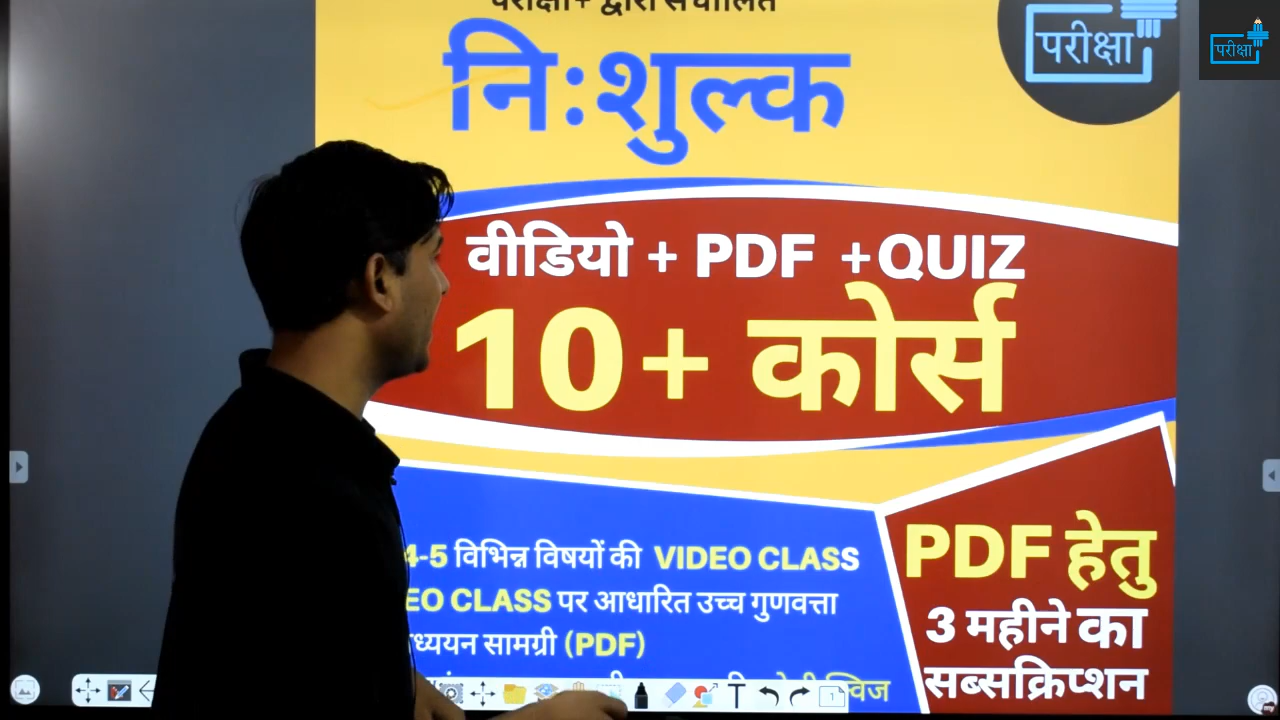 परीक्षा+ द्वारा संचालित
निःशुल्क
परीक्षा
परीक्षा
वीडियो + PDF +QUIZ
10+ कोर्स
4-5 विभिन्न विषयों की VIDEO CLASS
EO CLASS पर आधारित उच्च गुणवत्ता
ध्ययन सामग्री (PDF)
क्विज
PDF हेतु
3 महीने का
सब्सक्रिप्शन